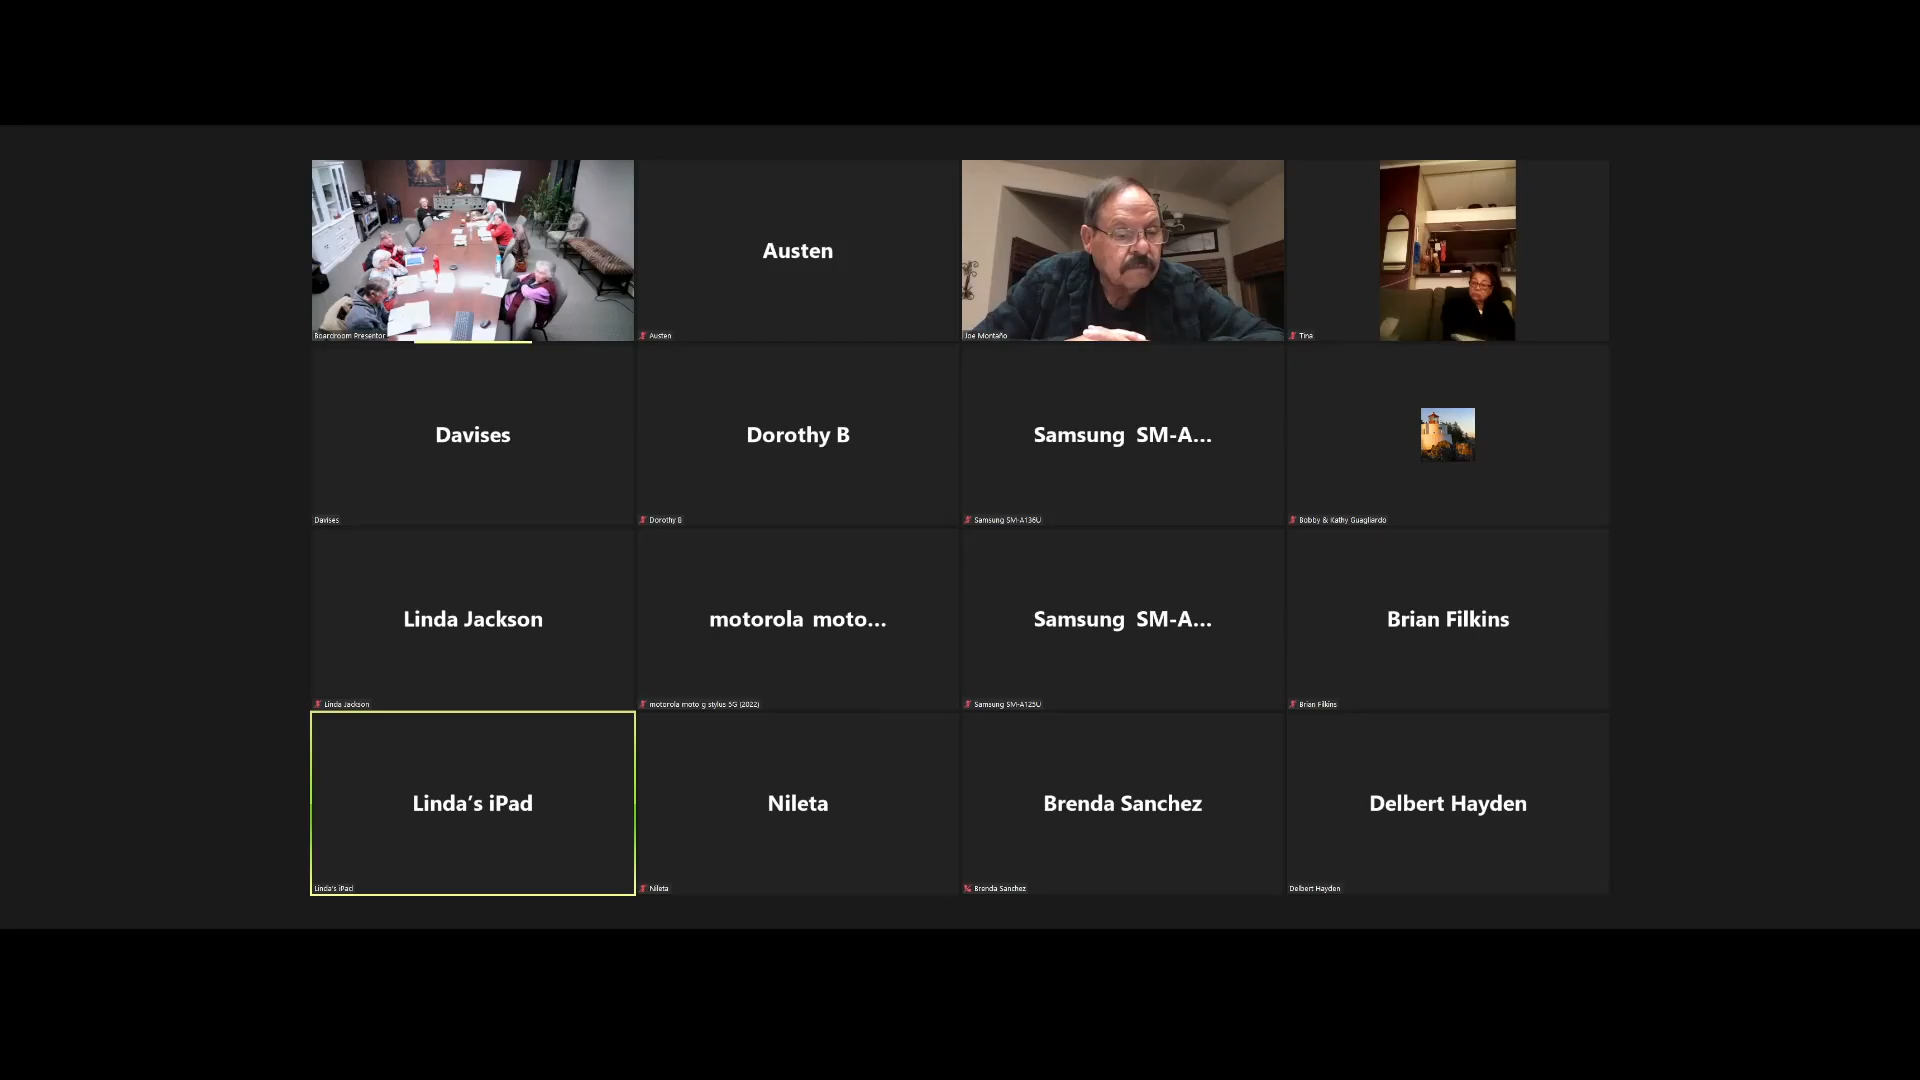 Boardroom Presentor
Austen
Austen
Joe Montaño
Tina
Davises
Davises
Dorothy B
Dorothy B
Samsung SM-A...
Samsung SM-A136U
Bobby & Kathy Guagliardo
Linda Jackson
Linda Jackson
motorola moto...
motorola moto g stylus 5G (2022)
Samsung SM-A...
Samsung SM-A125U
Brian Filkins
Brian Filkins
Linda’s iPad
Linda's iPad
Nileta
Nileta
Brenda Sanchez
Brenda Sanchez
Delbert Hayden
Delbert Hayden